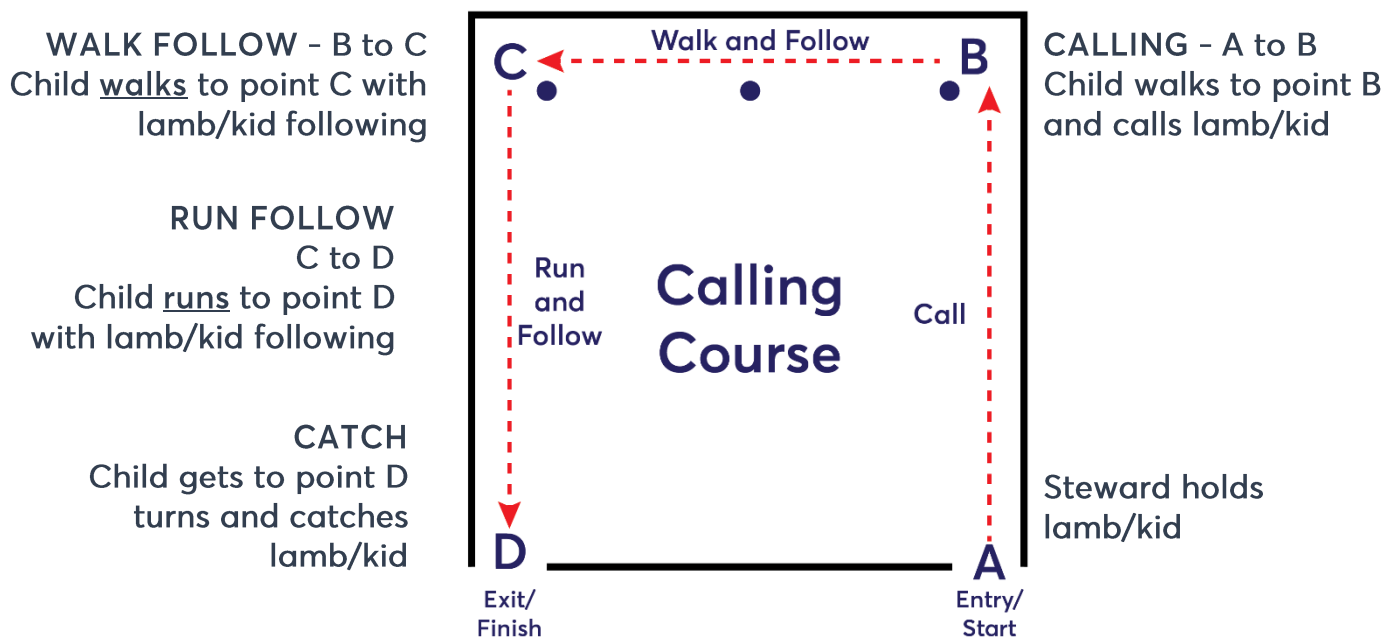 WALK FOLLOW - B to C
Child walks to point C with
lamb/kid following
RUN FOLLOW
C to D
Child runs to point D
with lamb/kid following
CATCH
Child gets to point D
turns and catches
lamb/kid
C
Walk and Follow
B
Run
and
Follow
Calling
Course
Call
D
A
Exit/
Finish
Entry/
Start
CALLING - A to B
Child walks to point B
and calls lamb/kid
Steward holds
lamb/kid